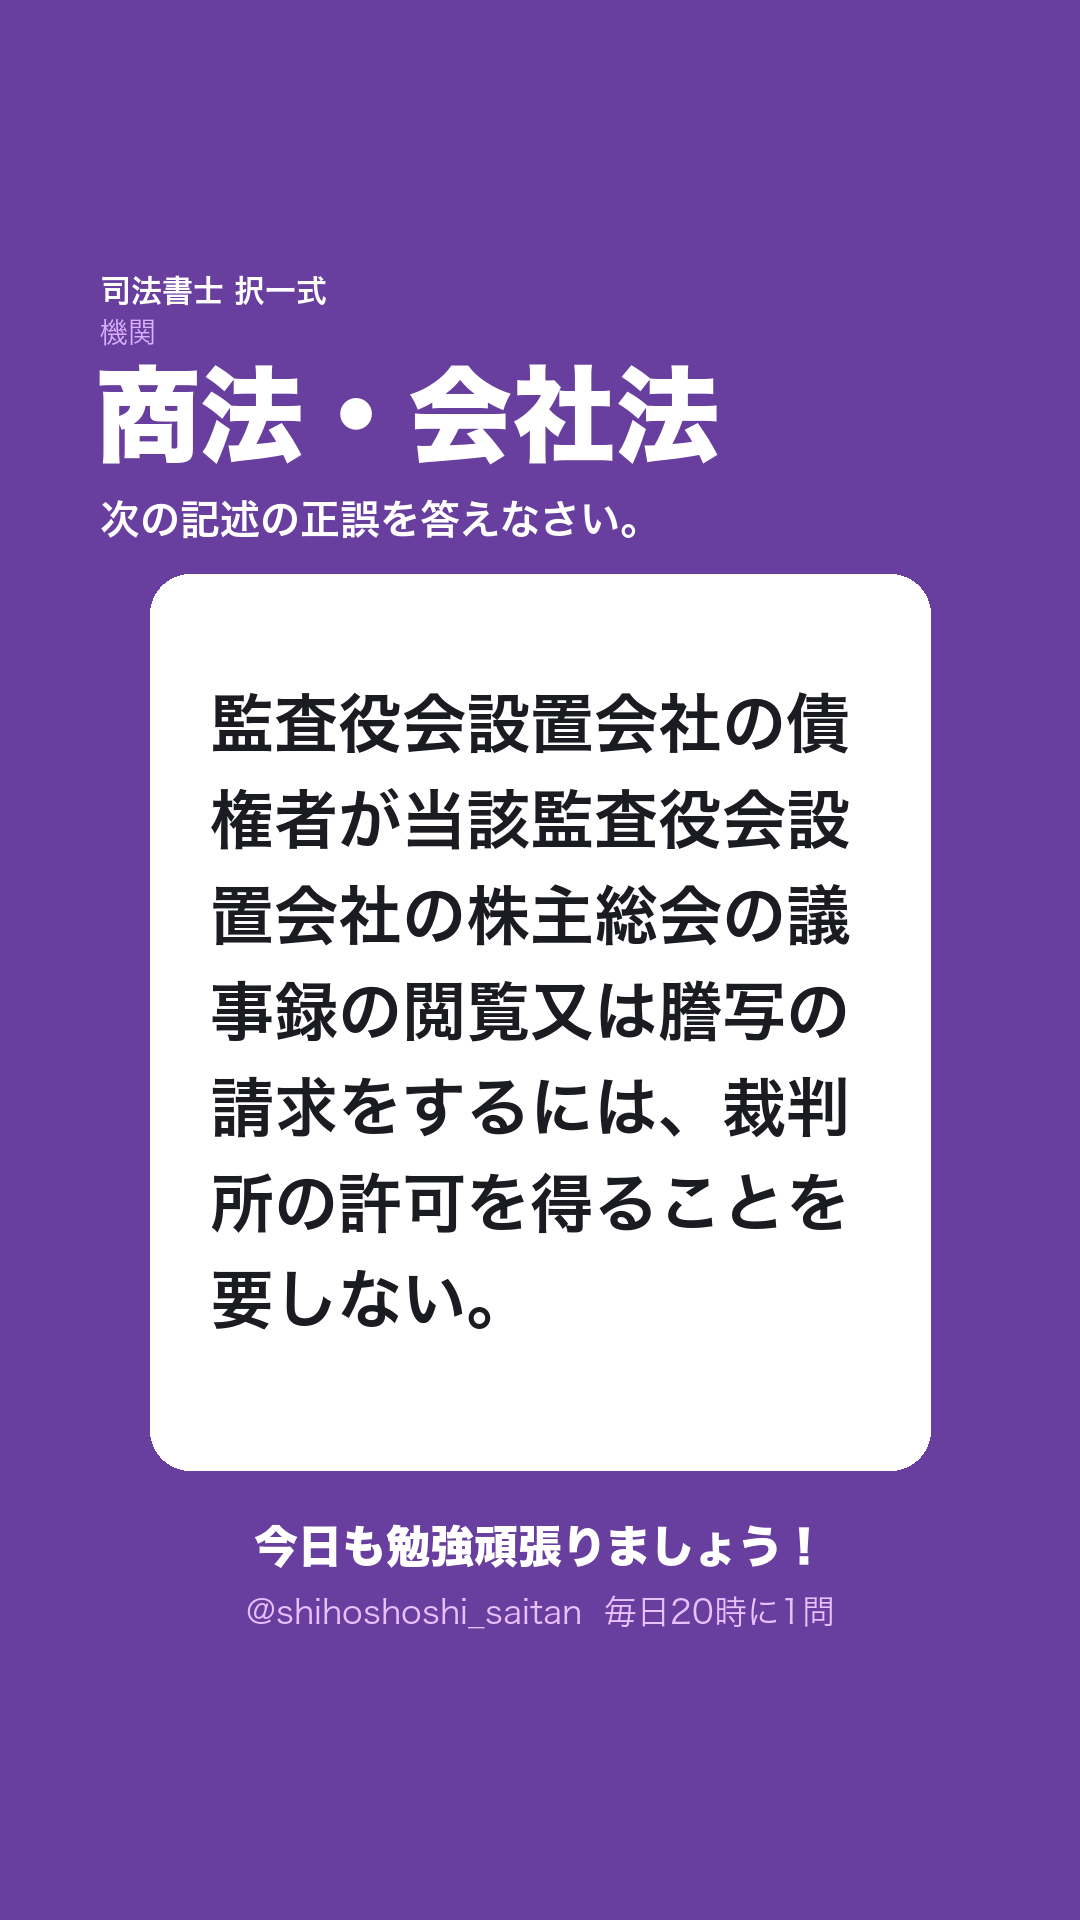 司法書士 択一式
機関
商法・会社法
次の記述の正誤を答えなさい。
監査役会設置会社の債
権者が当該監査役会設
置会社の株主総会の議
事録の閲覧又は謄写の
請求をするには、裁判
所の許可を得ることを
要しない。
今日も勉強頑張りましょう！
@shihoshoshi_saitan 毎日20時に1問